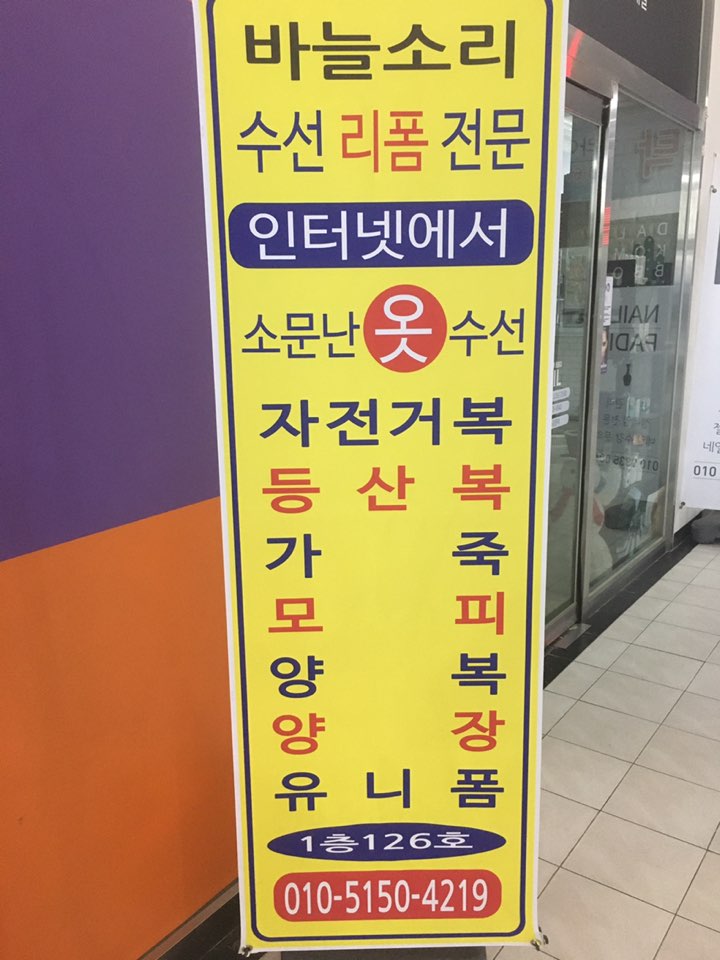 바늘소리
수선 리폼 전문
인터넷에서
소문난 옷 수선
자전거복
등산복
가죽
모피
양복
양장
유니폼
1층126호
010-5150-4219
NAIL
010